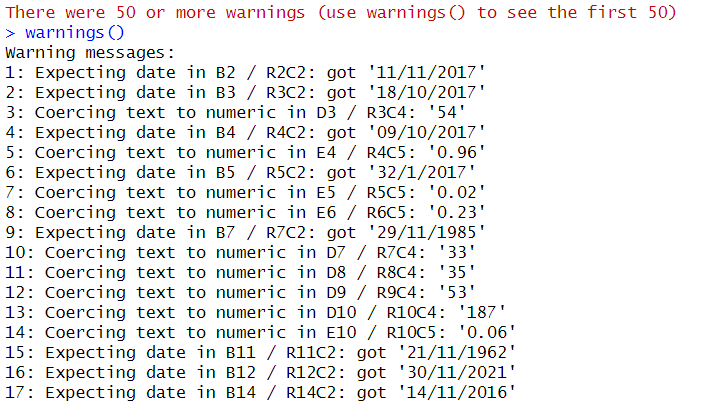 There were 50 or more warnings (use warnings() to see the first 50)
> warnings()
Warning messages:
1: Expecting date in B2 / R2C2: got '11/11/2017'
2: Expecting date in B3 / R3C2: got '18/10/2017'
3: Coercing text to numeric in D3 / R3C4: '54'
4: Expecting date in B4 / R4C2: got '09/10/2017'
5: Coercing text to numeric in E4 / R4C5: '0.96'
6: Expecting date in B5 / R5C2: got '32/1/2017'
7: Coercing text to numeric in E5 / R5C5: '0.02'
8: Coercing text to numeric in E6 / R6C5: '0.23'
9: Expecting date in B7 / R7C2: got '29/11/1985'
10: Coercing text to numeric in D7 / R7C4: '33'
11: Coercing text to numeric in D8 / R8C4: '35'
12: Coercing text to numeric in D9 / R9C4: '53'
13: Coercing text to numeric in D10 / R10C4: '187'
14: Coercing text to numeric in E10 / R10C5: '0.06'
15: Expecting date in B11 / R11C2: got '21/11/1962'
16: Expecting date in B12 / R12C2: got '30/11/2021'
17: Expecting date in B14 / R14C2: got '14/11/2016'